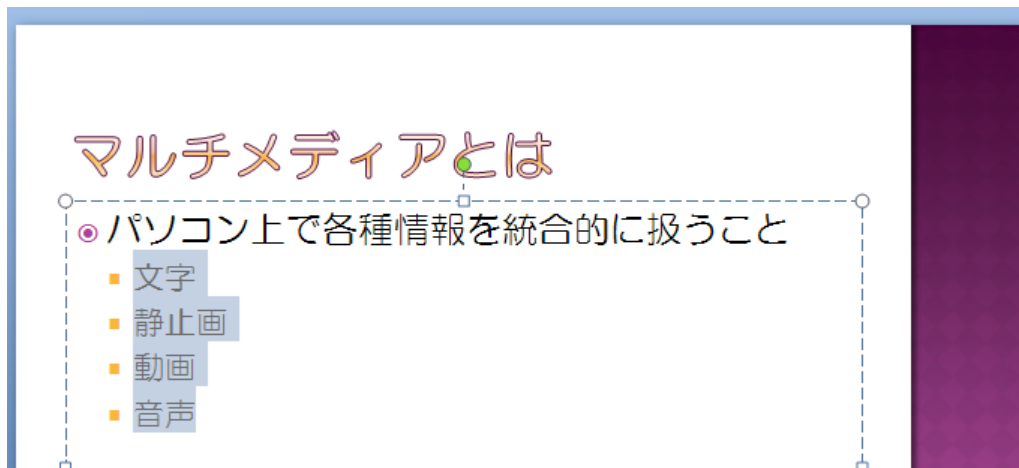 マルチメディアとは
パソコン上で各種情報を統合的に扱うこと
文字
静止画
動画
音声